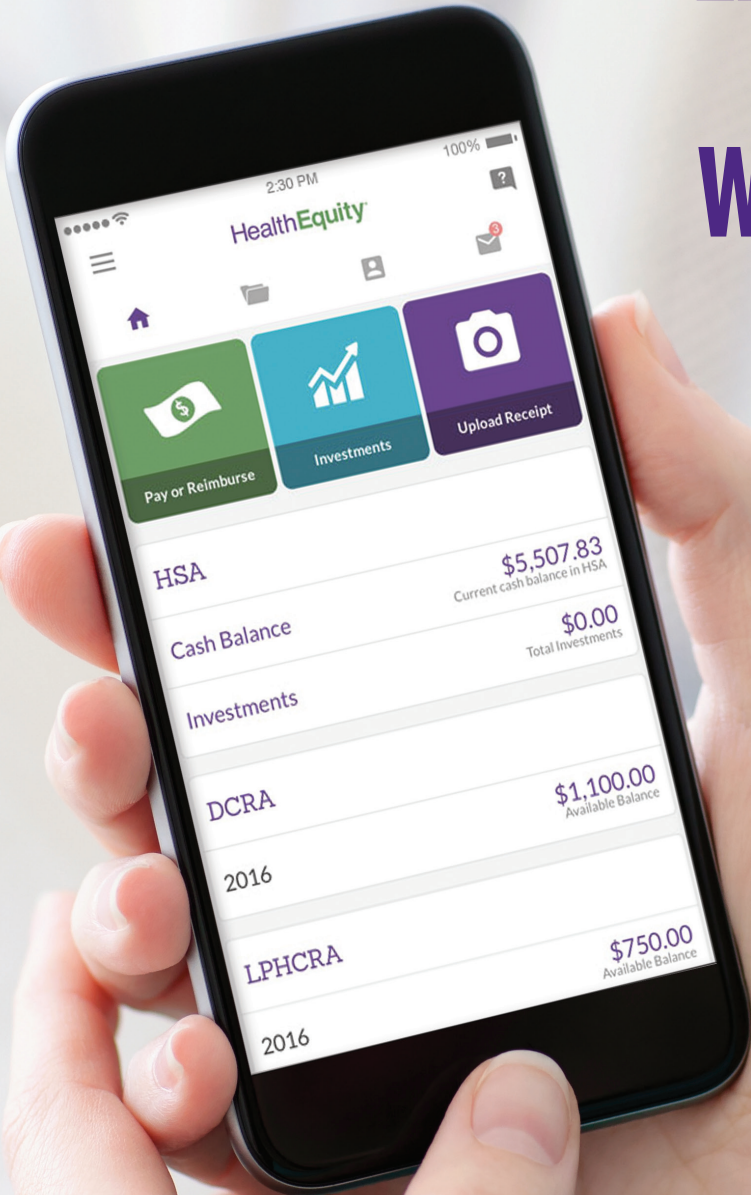 W
2:30 PM
100%
HealthEquity
?
3
$
Pay or Reimburse
Investments
Upload Receipt
HSA
Cash Balance
$5,507.83
Current cash balance in HSA
Investments
$0.00
Total Investments
DCRA
2016
$1,100.00
Available Balance
LPHCRA
2016
$750.00
Available Balance